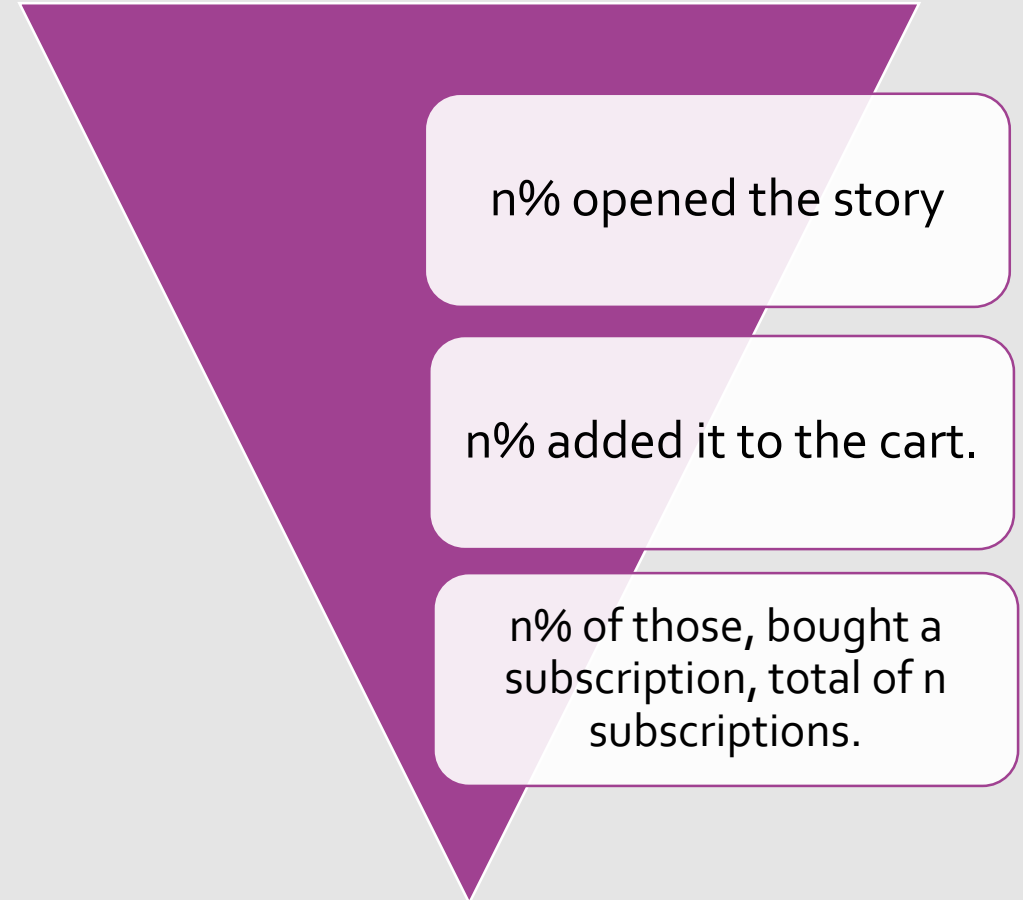 n% opened the story
n% added it to the cart.
n% of those, bought a
subscription, total of n
subscriptions.